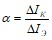 α = ΔI_К / ΔI_Э